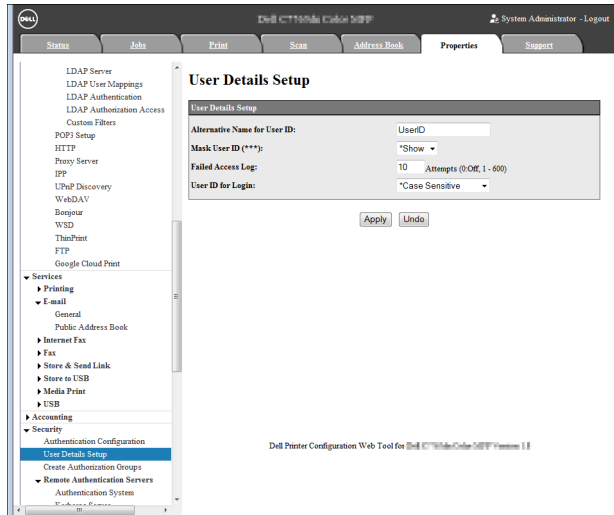 DELL
System Administrator - Logout
Status Jobs Print Scan Address Book Properties Support
LDAP Server
LDAP User Mappings
LDAP Authentication
LDAP Authorization Access
Custom Filters
POP3 Setup
HTTP
Proxy Server
IPP
UPnP Discovery
WebDAV
Bonjour
WSD
ThinPrint
FTP
Google Cloud Print
Services
Printing
E-mail
General
Public Address Book
Internet Fax
Fax
Store & Send Link
Store to USB
Media Print
USB
Accounting
Security
Authentication Configuration
User Details Setup
Create Authorization Groups
Remote Authentication Servers
Authentication System
Kerberos Server
User Details Setup
User Details Setup
Alternative Name for User ID: UserID
Mask User ID (***): *Show
Failed Access Log: 10 Attempts (0:Off, 1 - 600)
User ID for Login: *Case Sensitive
Apply Undo
Dell Printer Configuration Web Tool for